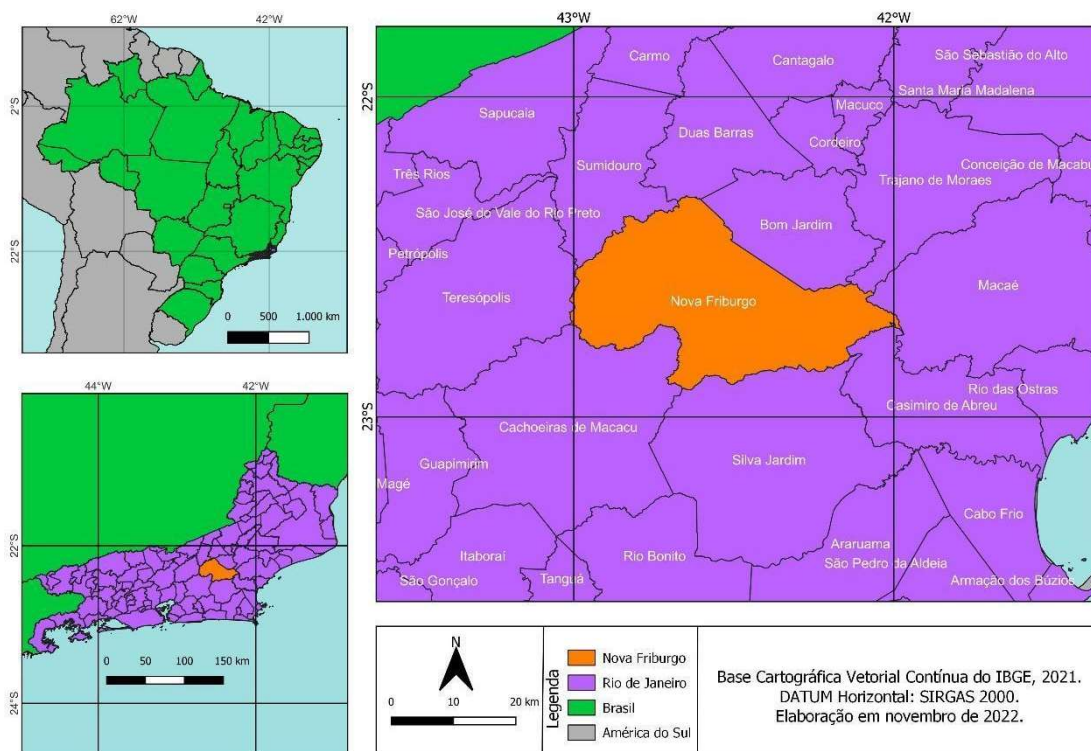 62°W 42°W
2°S
22°S
0 500 1.000 km
44°W 42°W
22°S
24°S
0 50 100 150 km
43°W 42°W
22°S
23°S
Carmo
Cantagalo
São Sebastião do Alto
Santa Maria Madalena
Macuco
Sapucaia
Duas Barras
Cordeiro
Conceição de Macabu
Três Rios
Sumidouro
Trajano de Moraes
São José do Vale do Rio Preto
Bom Jardim
Petrópolis
Teresópolis
Nova Friburgo
Macaé
Rio das Ostras
Casimiro de Abreu
Cachoeiras de Macacu
Guapimirim
Silva Jardim
Magé
Cabo Frio
Itaboraí
Rio Bonito
Araruama
São Pedro da Aldeia
São Gonçalo
Tanguá
Armação dos Búzios
N
0 10 20 km
Legenda
Nova Friburgo
Rio de Janeiro
Brasil
América do Sul
Base Cartográfica Vetorial Contínua do IBGE, 2021.
DATUM Horizontal: SIRGAS 2000.
Elaboração em novembro de 2022.